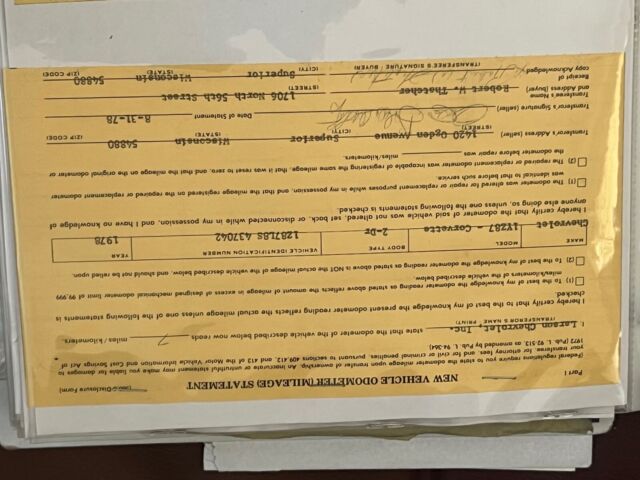 Part I
(Disclosure Form)
NEW VEHICLE ODOMETER (MILEAGE) STATEMENT
(Federal regulations require you to state the odometer mileage upon transfer of ownership. An inaccurate or untruthful statement may make you liable for damages to
your transferee, for attorney fees, and for civil or criminal penalties, pursuant to sections 409, 412, and 413 of the Motor Vehicle Information and Cost Savings Act of
1972 (Pub. L. 92-513, as amended by Pub. L. 94-364)
I, Larson Chevrolet, Inc. state that the odometer of the vehicle described below now reads 7 miles / kilometers.
(TRANSFEROR'S NAME - PRINT)
I hereby certify that to the best of my knowledge the present odometer reading reflects the actual mileage unless one of the following statements is
checked.
(1) To the best of my knowledge the odometer reading as stated above reflects the amount of mileage in excess of designed mechanical odometer limit of 99,999
miles/kilometers of the vehicle described below.
(2) To the best of my knowledge the odometer reading as stated above is NOT the actual mileage of the vehicle described below, and should not be relied upon.
MAKE MODEL BODY TYPE VEHICLE IDENTIFICATION NUMBER YEAR
Chevrolet 1YZ87 - Corvette 2-Dr 1Z87L8S 437042 1978
I hereby certify that the odometer of said vehicle was not altered, set back, or disconnected while in my possession, and I have no knowledge of
anyone else doing so, unless one of the following statements is checked.
(1) The odometer was altered for repair or replacement purposes while in my possession, and that the mileage registered on the repaired or replacement odometer
was identical to that before such service.
(2) The repaired or replacement odometer was incapable of registering the same mileage, that it was reset to zero, and that the mileage on the original odometer or
the odometer before repair was miles/kilometers.
Transferor's Address (seller) 1420 Ogden Avenue Superior Wisconsin 54880
(STREET) (CITY) (STATE) (ZIP CODE)
Transferor's Signature (seller) Date of Statement 8-31-78
Transferee's Name
and Address (buyer) Robert W. Thatcher 1706 North 56th Street
(STREET)
Receipt of
copy Acknowledged Superior Wisconsin 54880
(TRANSFEREE'S SIGNATURE / BUYER) (CITY) (STATE) (ZIP CODE)